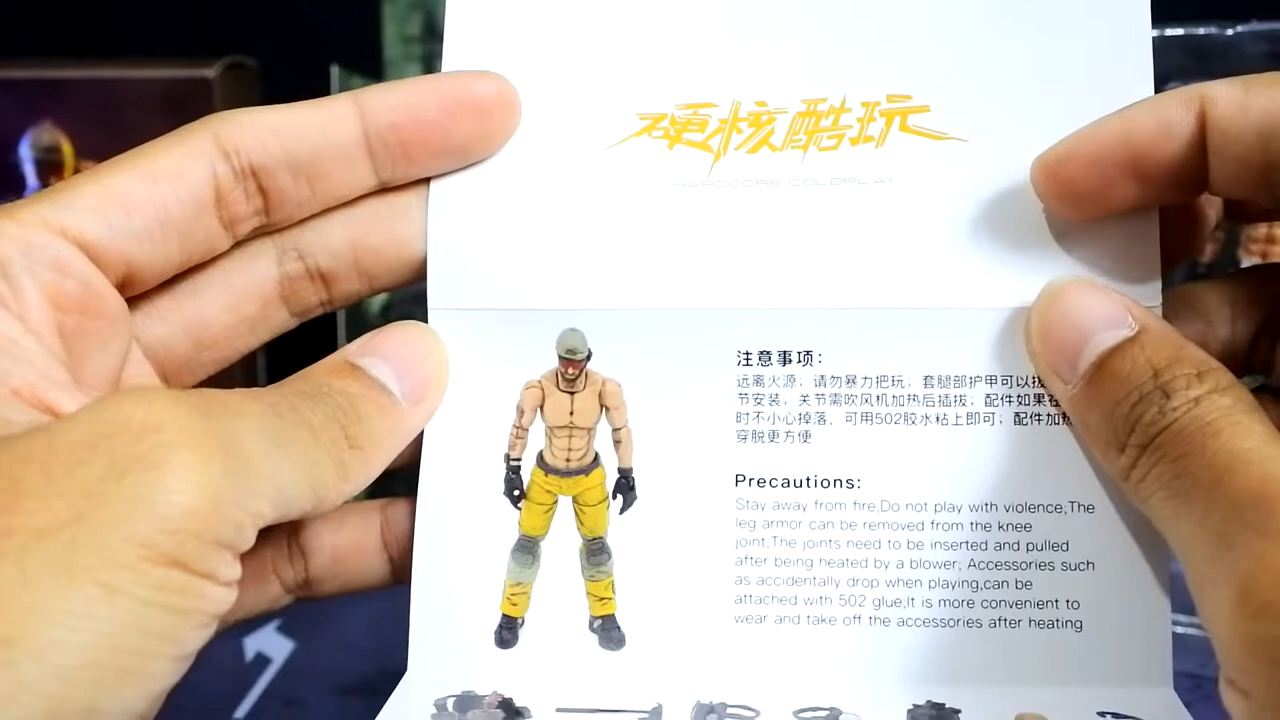 硬核酷玩
HARDCORE COLDPLAY
注意事项：
远离火源；请勿暴力把玩；套腿部护甲可以拔
节安装；关节需吹风机加热后插拔；配件如果在
时不小心掉落，可用502胶水粘上即可；配件加热
穿脱更方便
Precautions:
Stay away from fire,Do not play with violence;The
leg armor can be removed from the knee
joint,The joints need to be inserted and pulled
after being heated by a blower; Accessories such
as accidentally drop when playing,can be
attached with 502 glue,It is more convenient to
wear and take off the accessories after heating